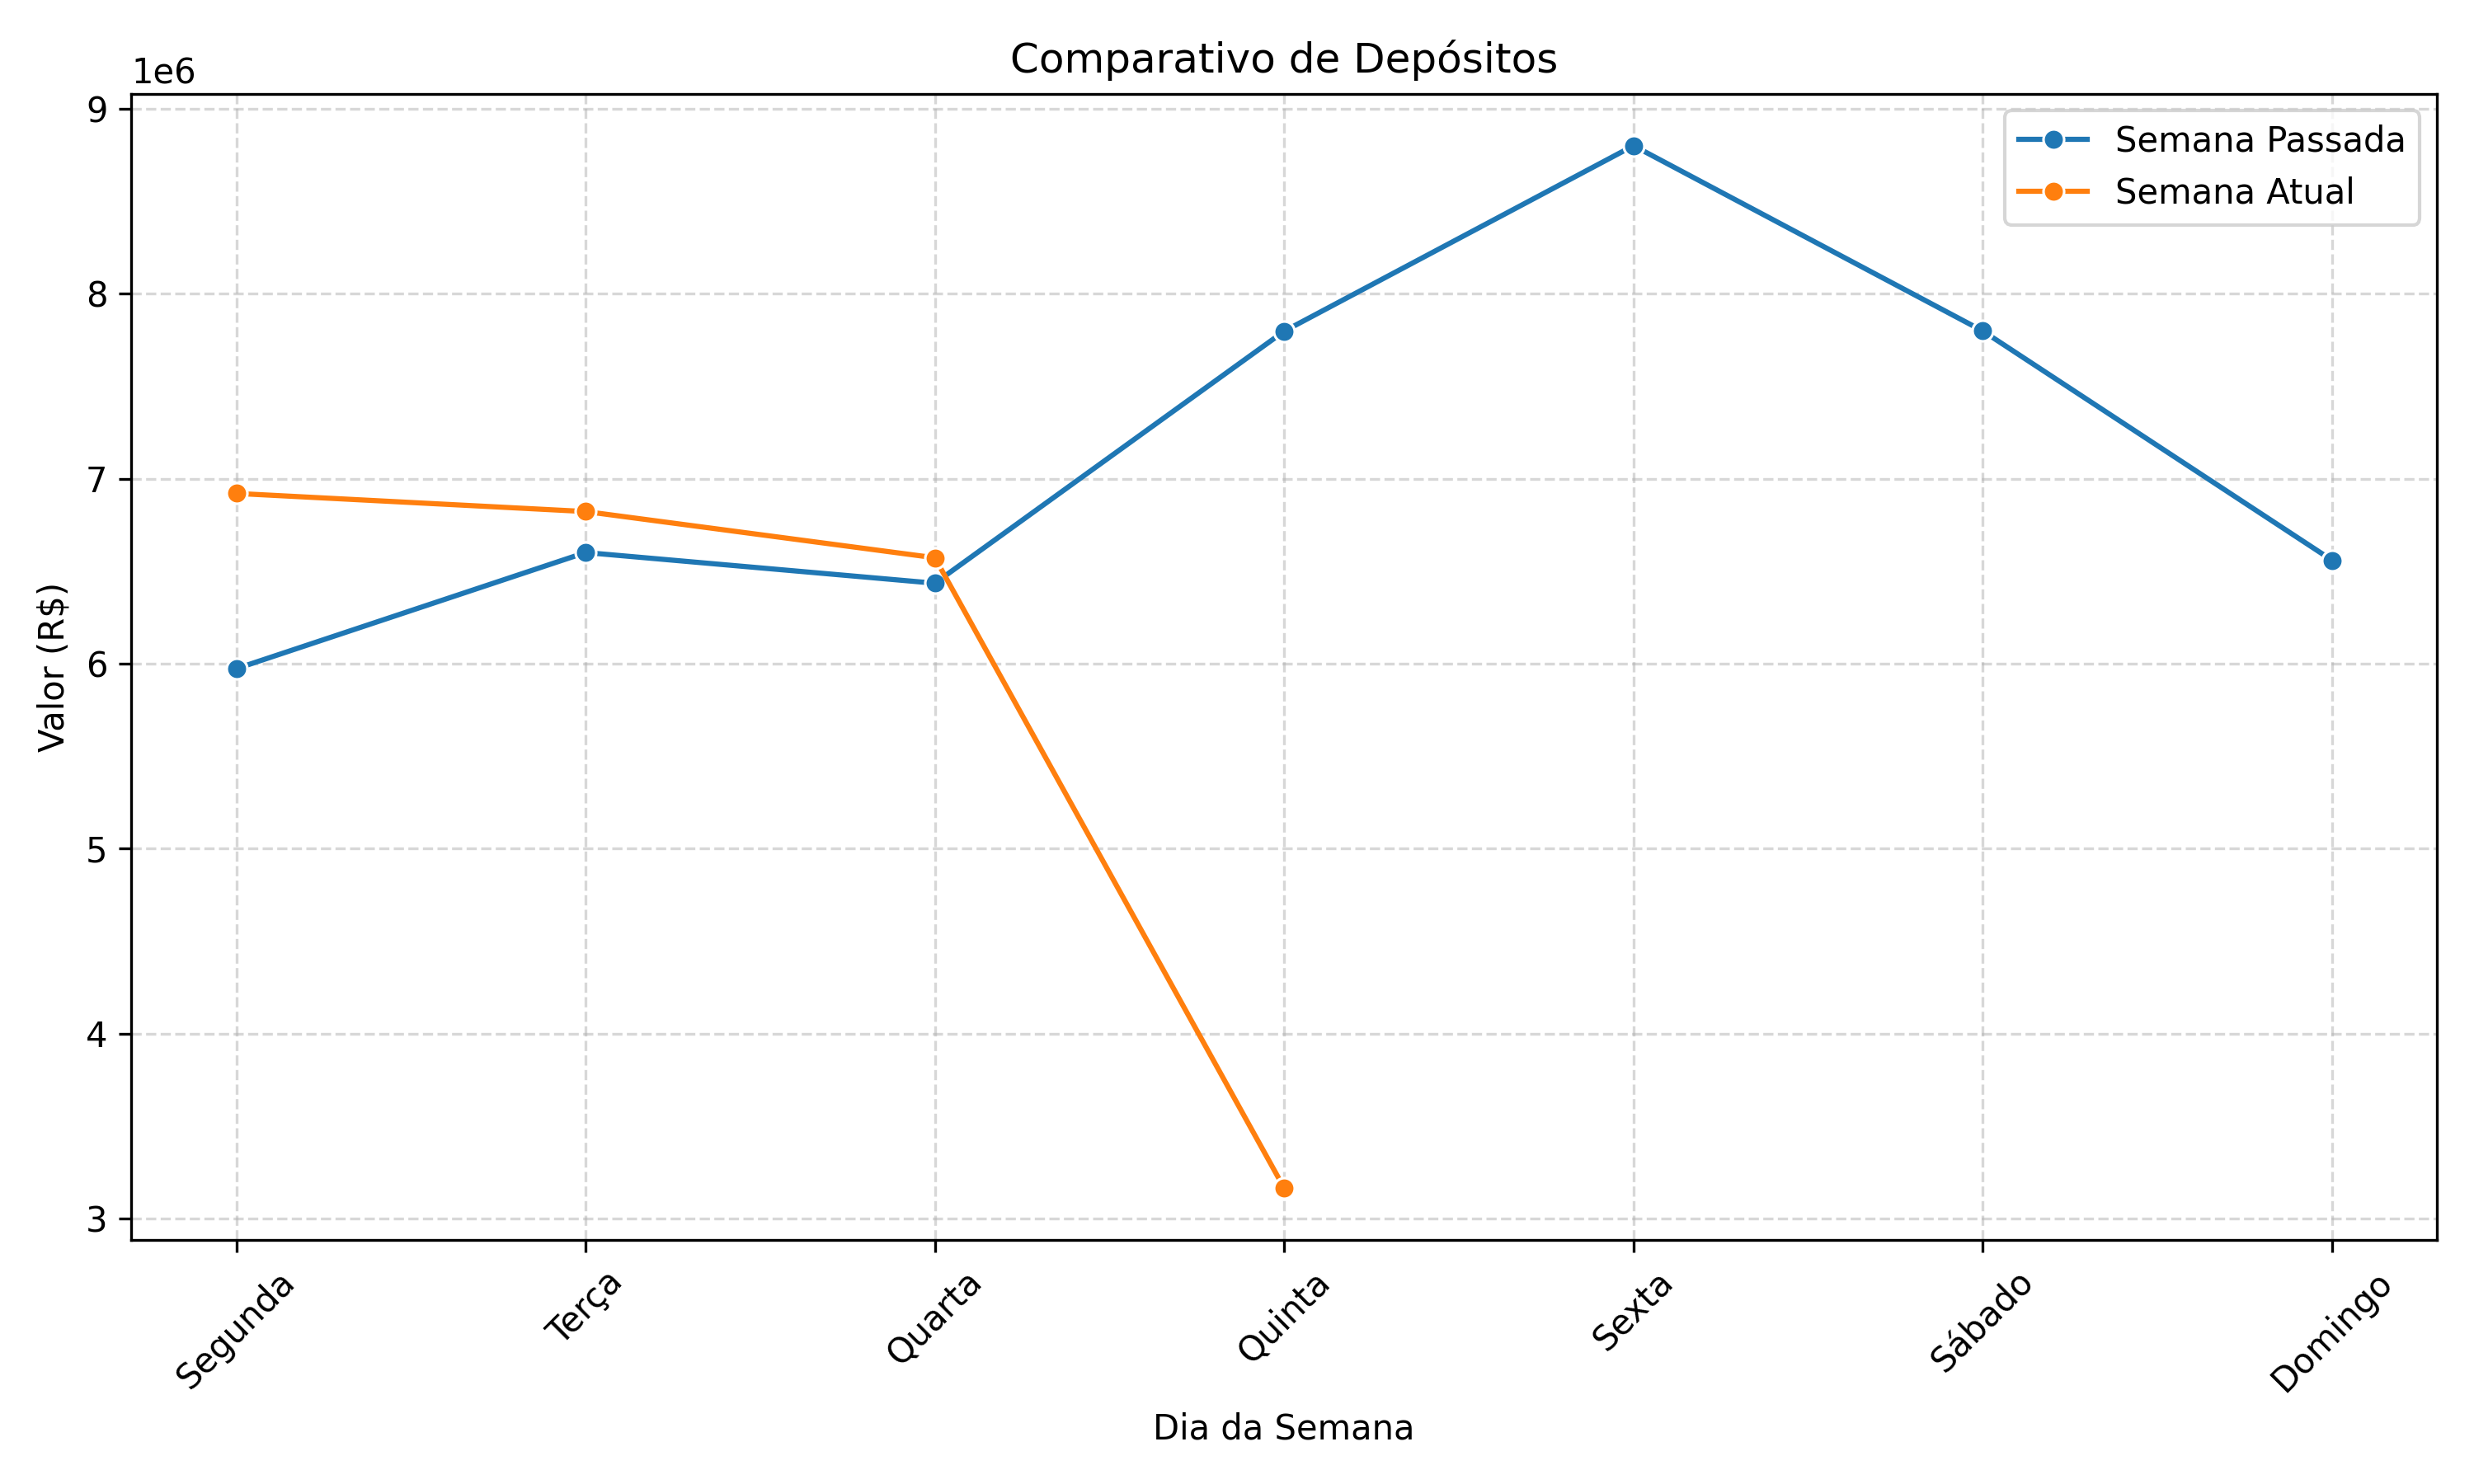 Comparativo de Depósitos
1e6
9
8
7
6
5
4
3
Valor (R$)
Semana Passada
Semana Atual
Segunda
Terça
Quarta
Quinta
Sexta
Sábado
Domingo
Dia da Semana